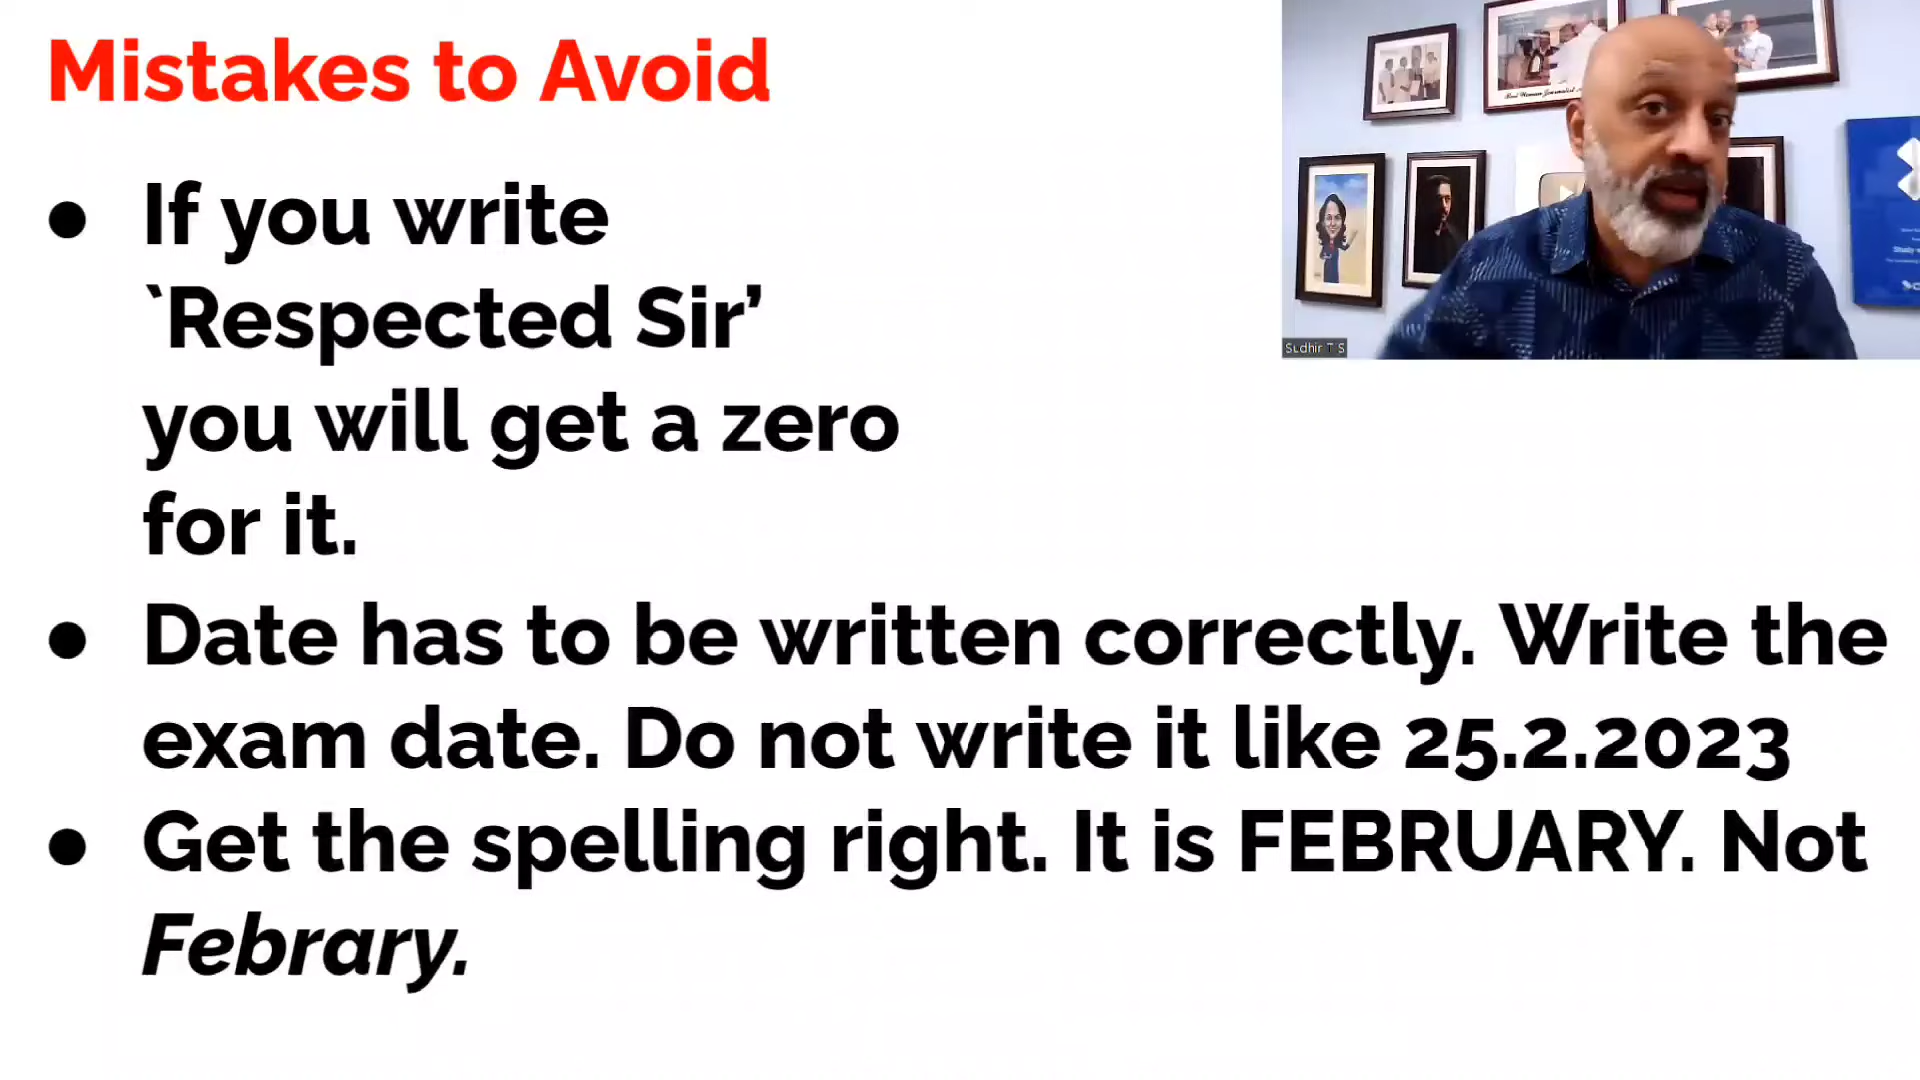 Mistakes to Avoid
● If you write
`Respected Sir’
you will get a zero
for it.
● Date has to be written correctly. Write the
exam date. Do not write it like 25.2.2023
● Get the spelling right. It is FEBRUARY. Not
Febrary.
Sudhir T S